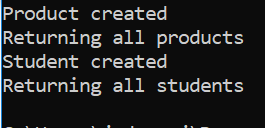 Product created
Returning all products
Student created
Returning all students